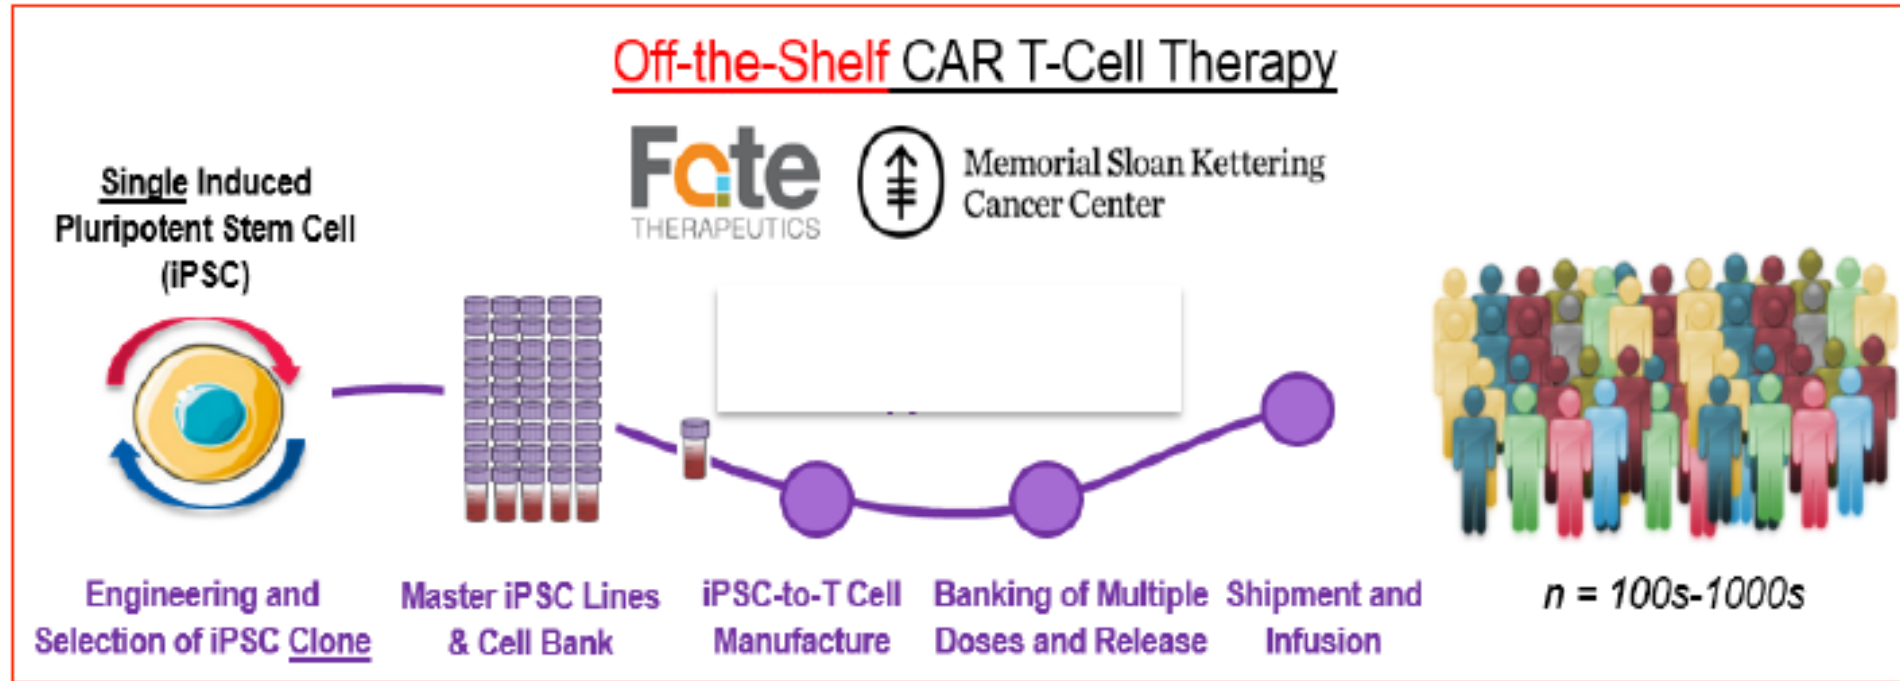 Off-the-Shelf CAR T-Cell Therapy
Fate
THERAPEUTICS
Memorial Sloan Kettering
Cancer Center
Single Induced
Pluripotent Stem Cell
(iPSC)
Engineering and
Selection of iPSC Clone
Master iPSC Lines
& Cell Bank
iPSC-to-T Cell
Manufacture
Banking of Multiple
Doses and Release
Shipment and
Infusion
n = 100s-1000s